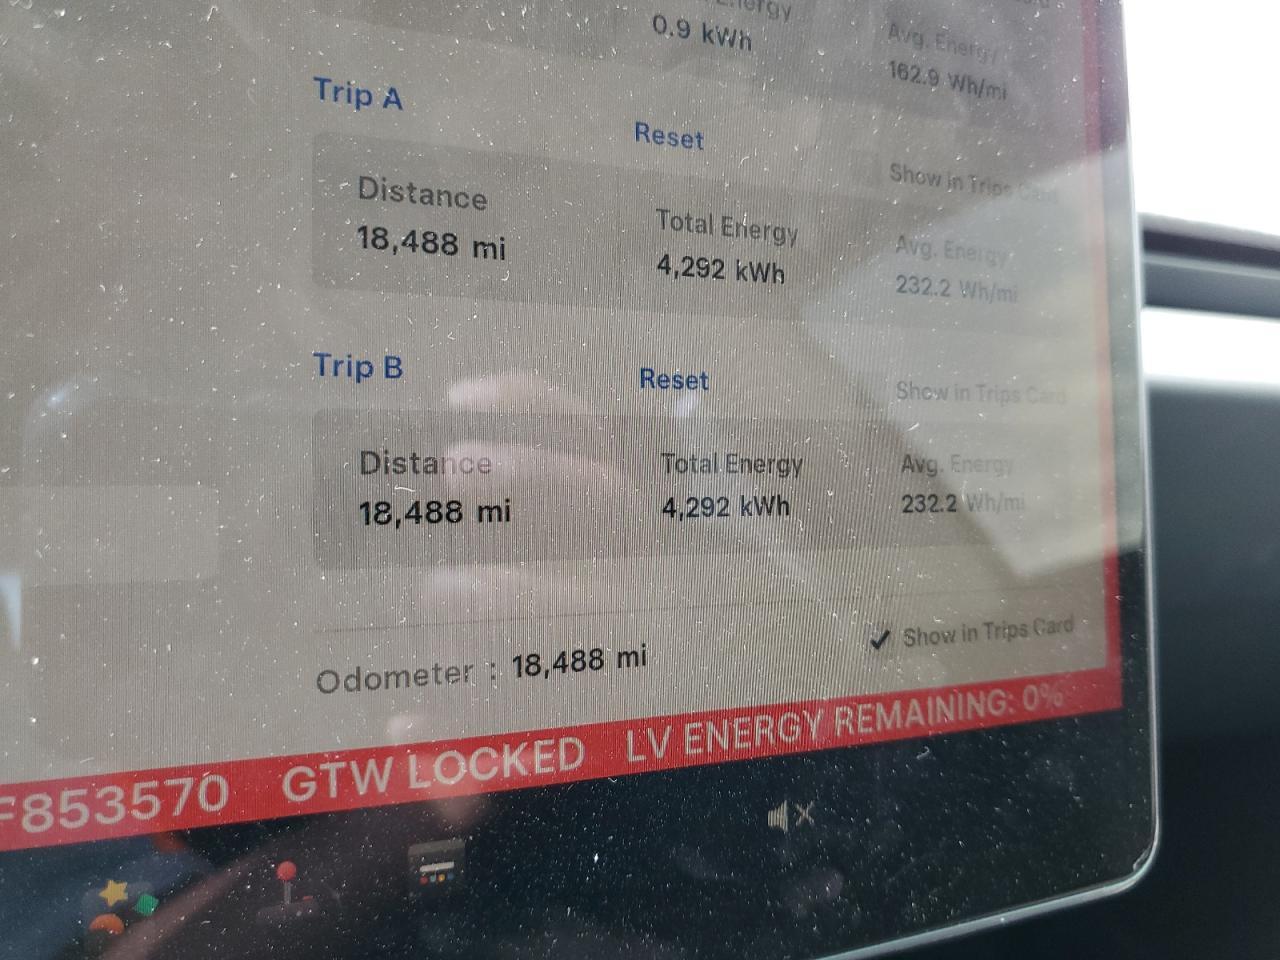 0.9 kWh
Avg. Energy
162.9 Wh/mi
Trip A
Reset
Show in Trips Card
Distance
18,488 mi
Total Energy
4,292 kWh
Avg. Energy
232.2 Wh/mi
Trip B
Reset
Show in Trips Card
Distance
18,488 mi
Total Energy
4,292 kWh
Avg. Energy
232.2 Wh/mi
Odometer : 18,488 mi
Show in Trips Card
F853570 GTW LOCKED LV ENERGY REMAINING: 0%